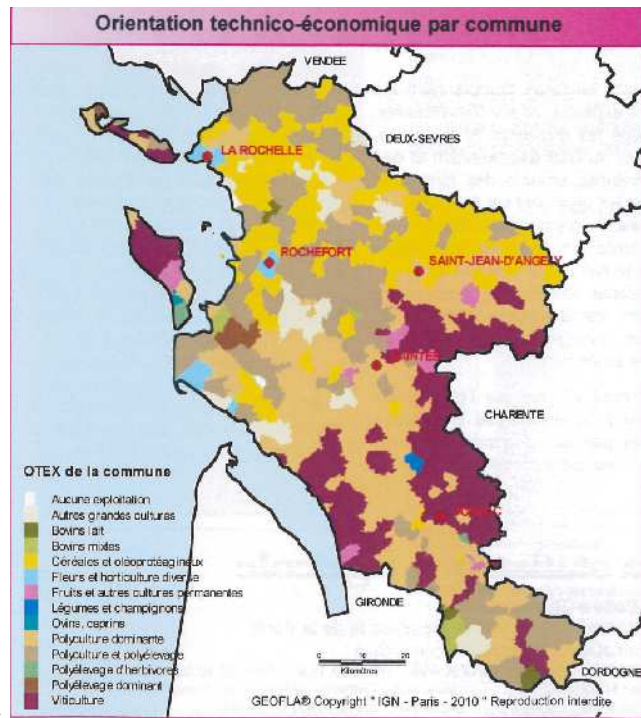 Orientation technico-économique par commune
VENDEE
DEUX-SEVRES
LA ROCHELLE
ROCHEFORT
SAINT-JEAN-D'ANGELY
SAINTES
CHARENTE
OTEX de la commune
Aucune exploitation
Autres grandes cultures
Bovins lait
Bovins mixtes
Céréales et oléoprotéagineux
Fleurs et horticulture diverse
Fruits et autres cultures permanentes
Légumes et champignons
Ovins, caprins
Polyculture dominante
Polyculture et polyélevage
Polyélevage d'herbivores
Polyélevage dominant
Viticulture
GIRONDE
DORDOGNE
0 10 20
Kilomètres
GEOFLA® Copyright " IGN - Paris - 2010 " Reproduction interdite